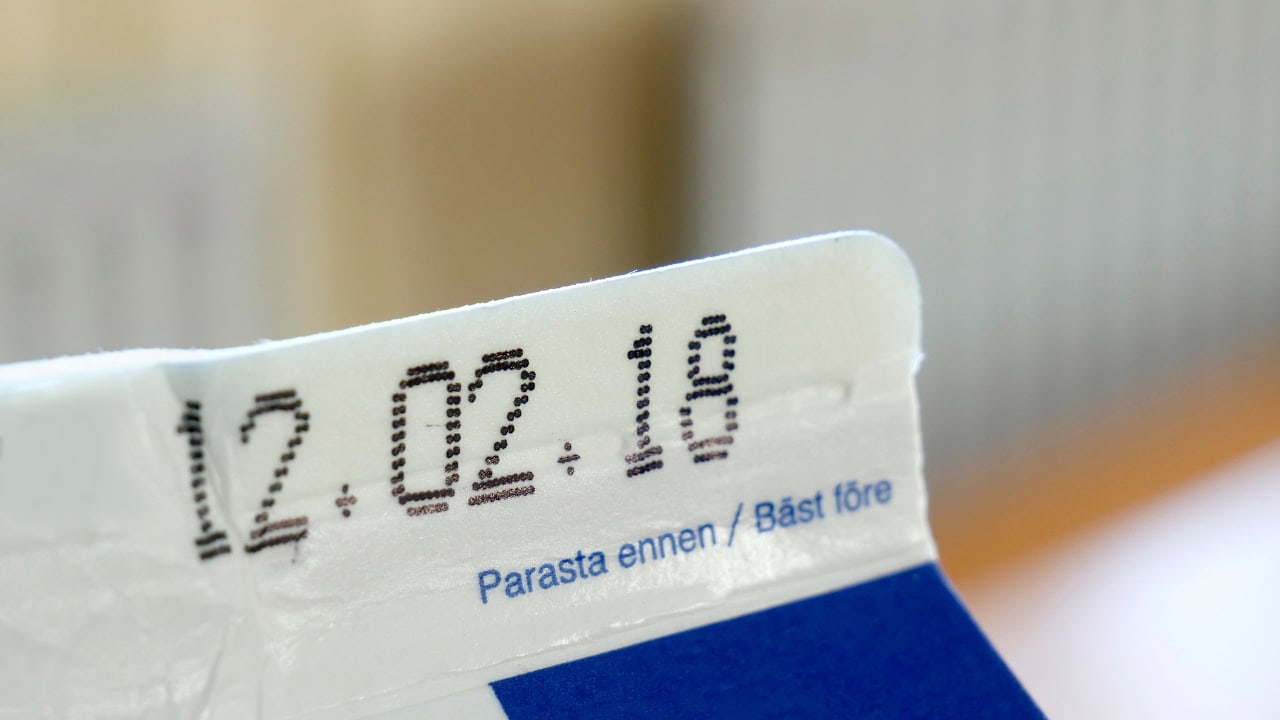 12.02.18
Parasta ennen / Bäst före